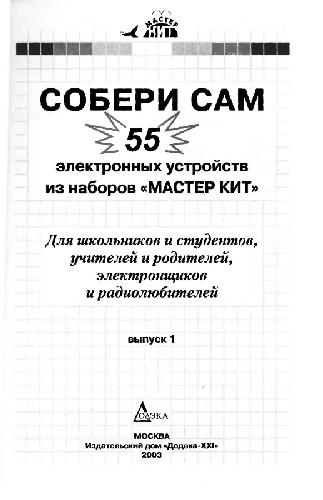 МАСТЕР
КИТ
СОБЕРИ САМ
55
электронных устройств
из наборов «МАСТЕР КИТ»
Для школьников и студентов,
учителей и родителей,
электронщиков
и радиолюбителей
выпуск 1
ДОДЭКА
МОСКВА
Издательский дом «Додэка-XXI»
2003